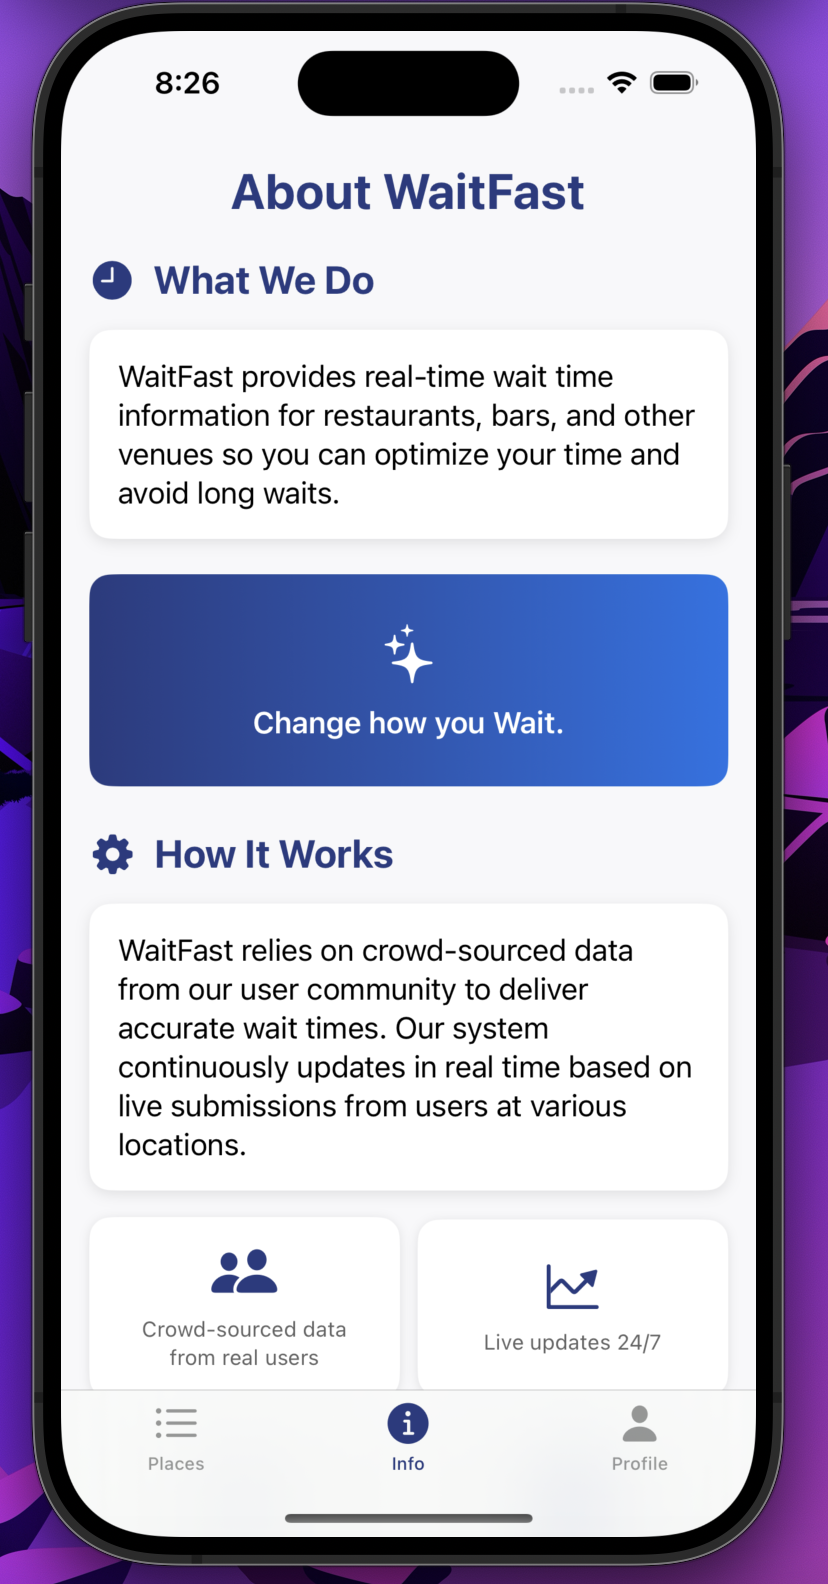 8:26
About WaitFast
What We Do
WaitFast provides real-time wait time
information for restaurants, bars, and other
venues so you can optimize your time and
avoid long waits.
Change how you Wait.
How It Works
WaitFast relies on crowd-sourced data
from our user community to deliver
accurate wait times. Our system
continuously updates in real time based on
live submissions from users at various
locations.
Crowd-sourced data
from real users
Live updates 24/7
Places
Info
Profile